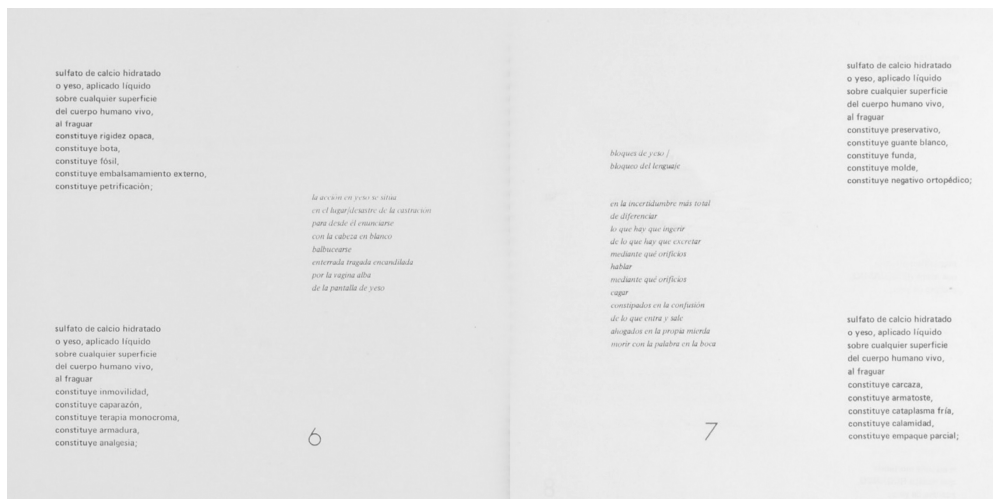 sulfato de calcio hidratado
o yeso, aplicado líquido
sobre cualquier superficie
del cuerpo humano vivo,
al fraguar
constituye rigidez opaca,
constituye bota,
constituye fósil,
constituye embalsamamiento externo,
constituye petrificación;
la acción en yeso se sitúa
en el lugar/desastre de la castración
para desde él enunciarse
con la cabeza en blanco
balbucearse
enterrada tragada encandilada
por la vagina alba
de la pantalla de yeso
sulfato de calcio hidratado
o yeso, aplicado líquido
sobre cualquier superficie
del cuerpo humano vivo,
al fraguar
constituye inmovilidad,
constituye caparazón,
constituye terapia monocroma,
constituye armadura,
constituye analgesia;
6
bloques de yeso /
bloqueo del lenguaje
en la incertidumbre más total
de diferenciar
lo que hay que ingerir
de lo que hay que excretar
mediante qué orificios
hablar
mediante qué orificios
cagar
constipados en la confusión
de lo que entra y sale
ahogados en la propia mierda
morir con la palabra en la boca
7
sulfato de calcio hidratado
o yeso, aplicado líquido
sobre cualquier superficie
del cuerpo humano vivo,
al fraguar
constituye preservativo,
constituye guante blanco,
constituye funda,
constituye molde,
constituye negativo ortopédico;
sulfato de calcio hidratado
o yeso, aplicado líquido
sobre cualquier superficie
del cuerpo humano vivo,
al fraguar
constituye carcaza,
constituye armatoste,
constituye cataplasma fría,
constituye calamidad,
constituye empaque parcial;